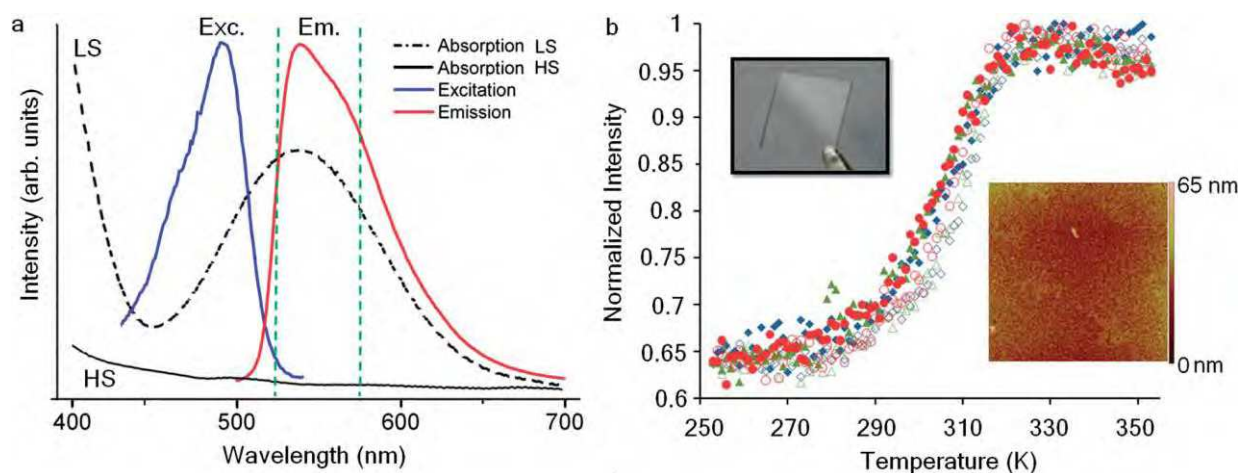 a
Exc.
Em.
LS
Absorption LS
Absorption HS
Excitation
Emission
Intensity (arb. units)
HS
400
500
600
700
Wavelength (nm)
b
1
0.95
0.9
0.85
0.8
0.75
0.7
0.65
0.6
Normalized Intensity
65 nm
0 nm
250
270
290
310
330
350
Temperature (K)